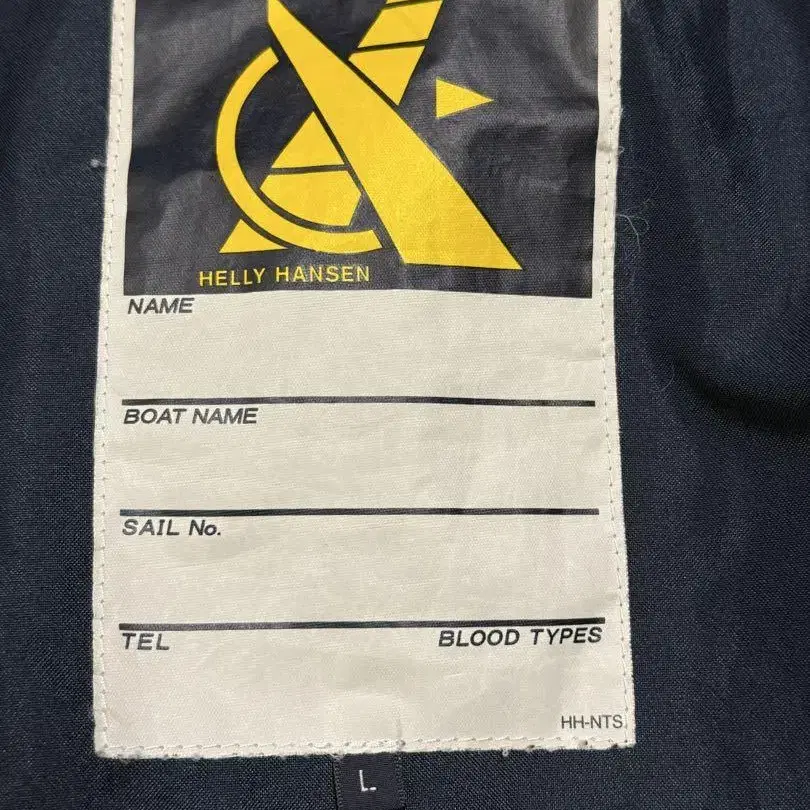 HELLY HANSEN
NAME
BOAT NAME
SAIL No.
TEL BLOOD TYPES
HH-NTS
L